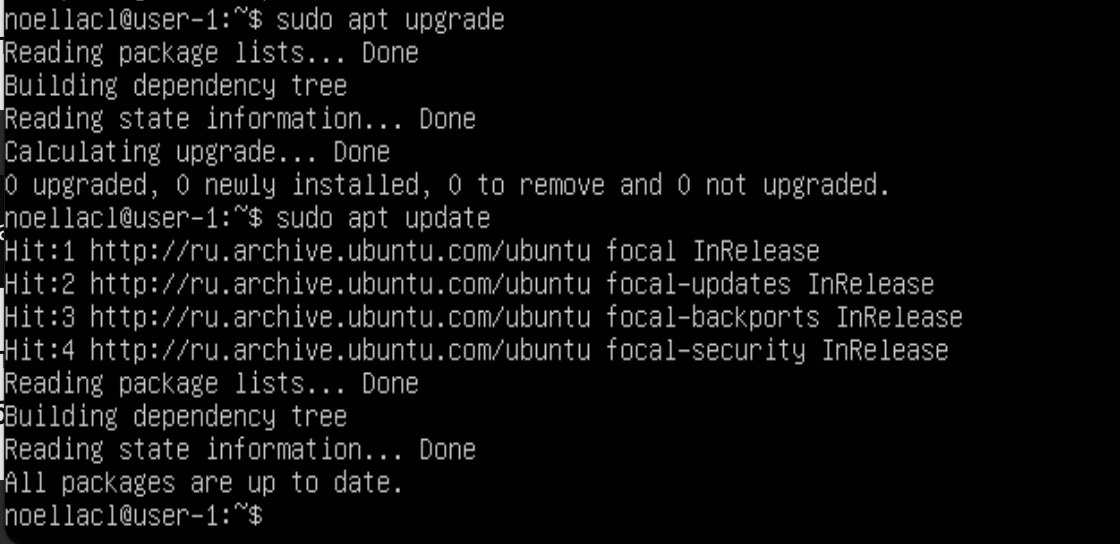 noellacl@user-1:~$ sudo apt upgrade
Reading package lists... Done
Building dependency tree
Reading state information... Done
Calculating upgrade... Done
0 upgraded, 0 newly installed, 0 to remove and 0 not upgraded.
noellacl@user-1:~$ sudo apt update
Hit:1 http://ru.archive.ubuntu.com/ubuntu focal InRelease
Hit:2 http://ru.archive.ubuntu.com/ubuntu focal-updates InRelease
Hit:3 http://ru.archive.ubuntu.com/ubuntu focal-backports InRelease
Hit:4 http://ru.archive.ubuntu.com/ubuntu focal-security InRelease
Reading package lists... Done
Building dependency tree
Reading state information... Done
All packages are up to date.
noellacl@user-1:~$